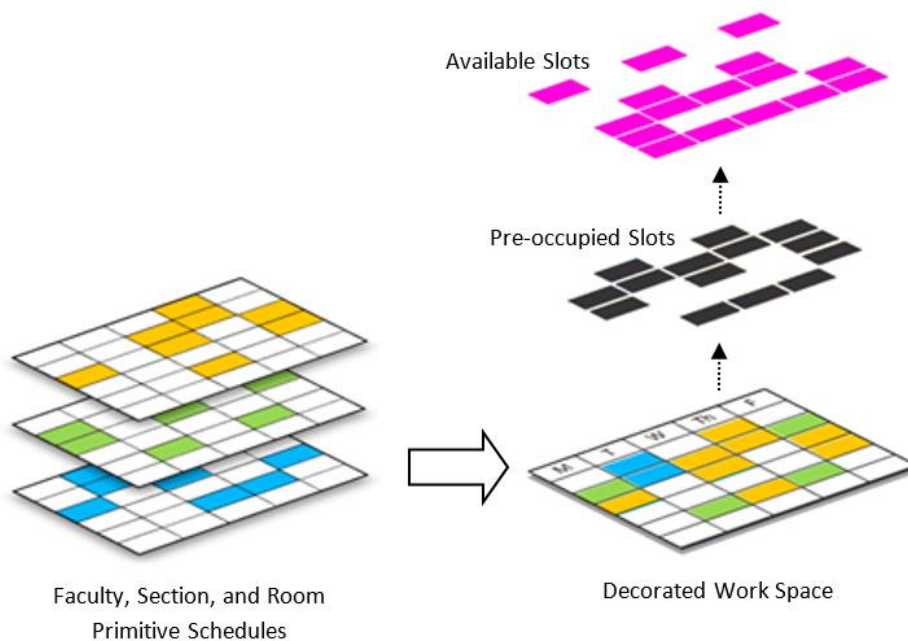 Available Slots
Pre-occupied Slots
M T W Th F
Faculty, Section, and Room
Primitive Schedules
Decorated Work Space